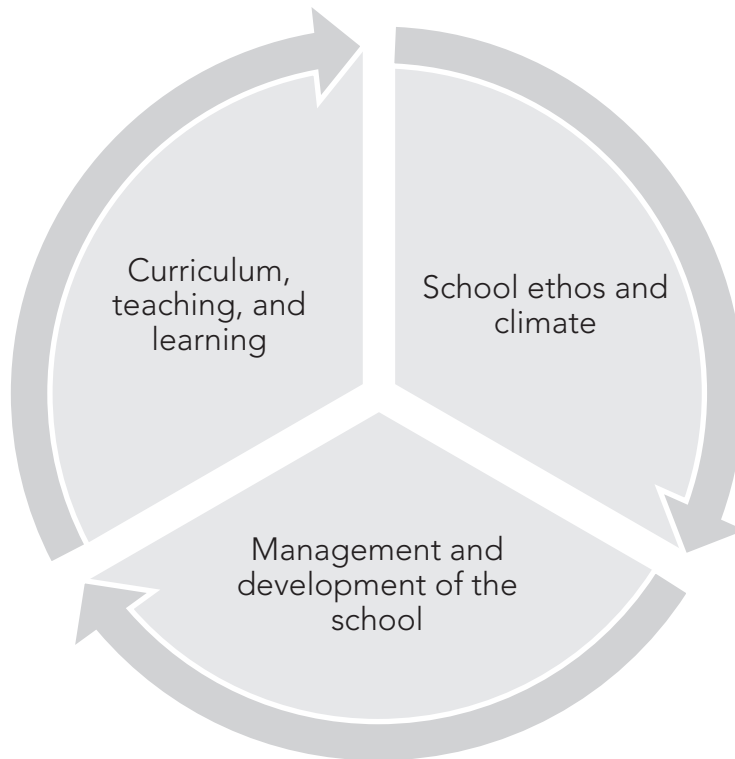 Curriculum,
teaching, and
learning
School ethos and
climate
Management and
development of the
school